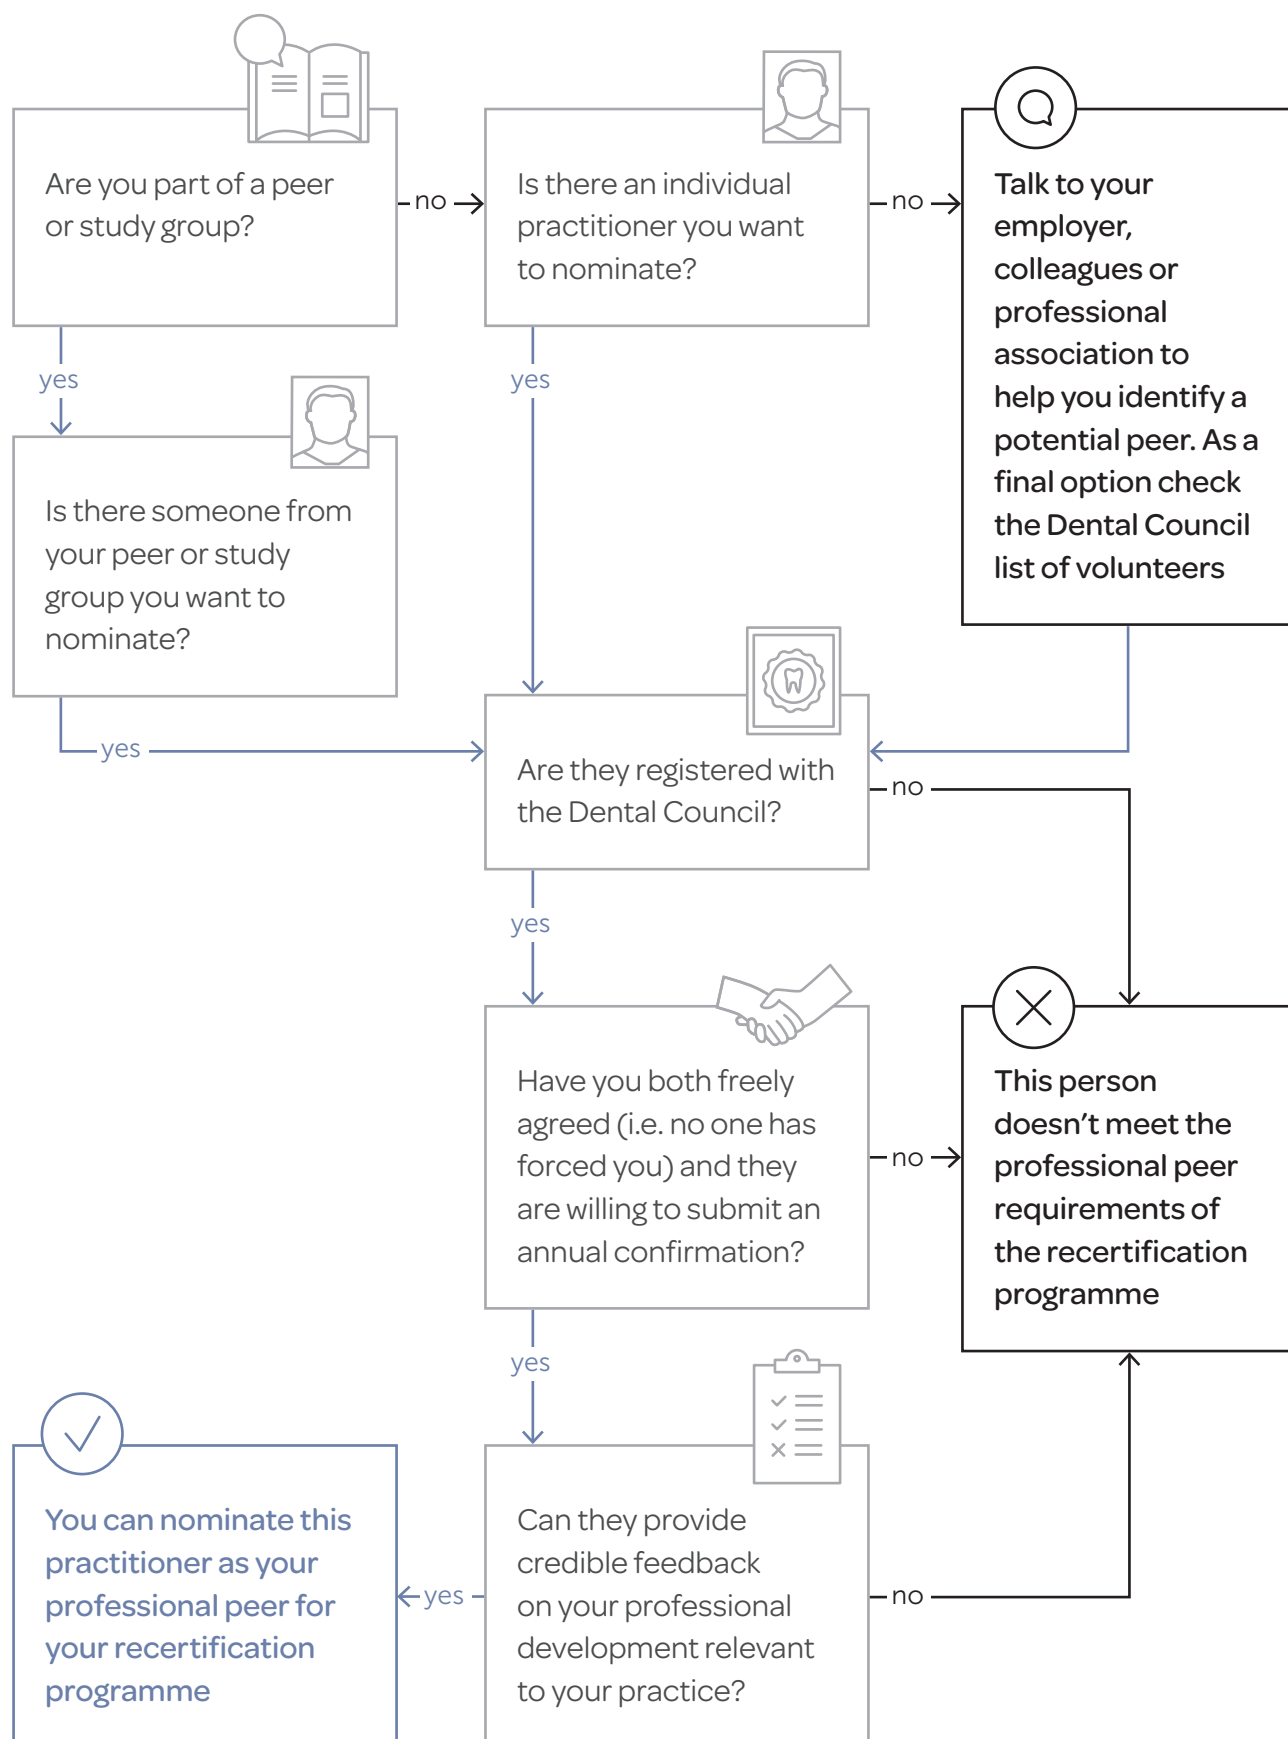 Are you part of a peer
or study group?
no
Is there an individual
practitioner you want
to nominate?
no
Talk to your
employer,
colleagues or
professional
association to
help you identify a
potential peer. As a
final option check
the Dental Council
list of volunteers
yes
yes
Is there someone from
your peer or study
group you want to
nominate?
yes
Are they registered with
the Dental Council?
no
yes
Have you both freely
agreed (i.e. no one has
forced you) and they
are willing to submit an
annual confirmation?
no
This person
doesn’t meet the
professional peer
requirements of
the recertification
programme
yes
You can nominate this
practitioner as your
professional peer for
your recertification
programme
yes
Can they provide
credible feedback
on your professional
development relevant
to your practice?
no